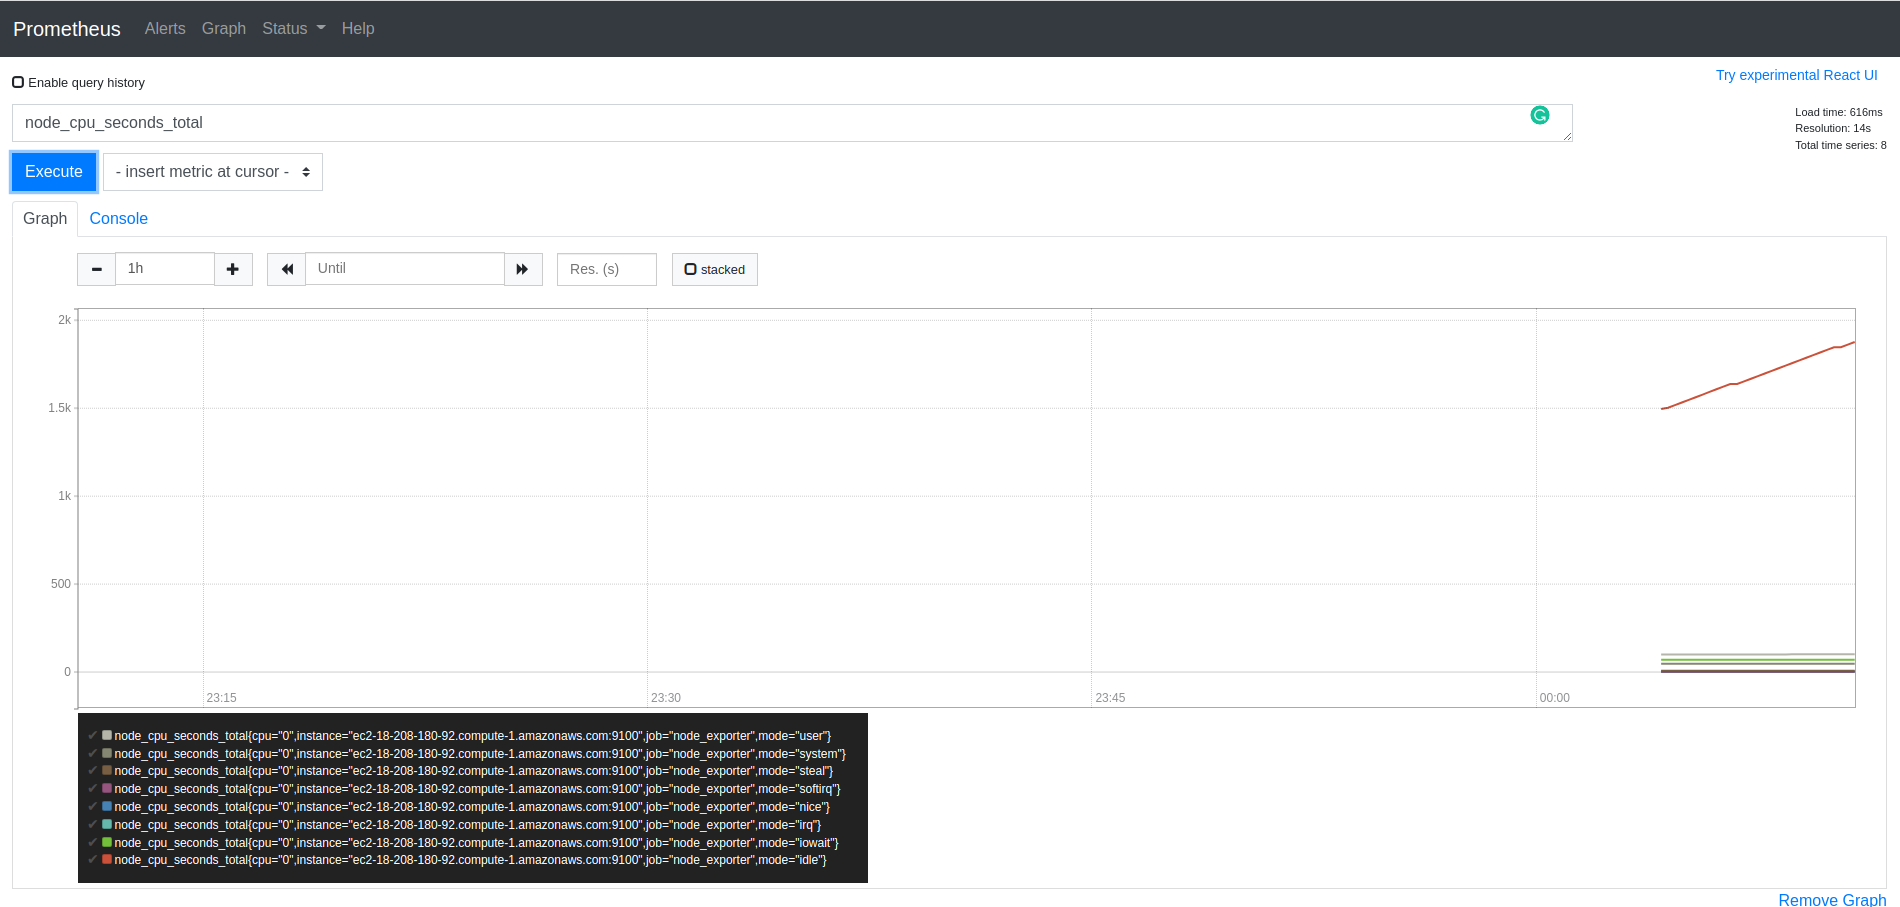 Prometheus Alerts Graph Status Help
Enable query history
Try experimental React UI
node_cpu_seconds_total
Load time: 616ms
Resolution: 14s
Total time series: 8
Execute - insert metric at cursor -
Graph Console
1h Until Res. (s) stacked
2k
1.5k
1k
500
0
23:15 23:30 23:45 00:00
node_cpu_seconds_total{cpu="0",instance="ec2-18-208-180-92.compute-1.amazonaws.com:9100",job="node_exporter",mode="user"}
node_cpu_seconds_total{cpu="0",instance="ec2-18-208-180-92.compute-1.amazonaws.com:9100",job="node_exporter",mode="system"}
node_cpu_seconds_total{cpu="0",instance="ec2-18-208-180-92.compute-1.amazonaws.com:9100",job="node_exporter",mode="steal"}
node_cpu_seconds_total{cpu="0",instance="ec2-18-208-180-92.compute-1.amazonaws.com:9100",job="node_exporter",mode="softirq"}
node_cpu_seconds_total{cpu="0",instance="ec2-18-208-180-92.compute-1.amazonaws.com:9100",job="node_exporter",mode="nice"}
node_cpu_seconds_total{cpu="0",instance="ec2-18-208-180-92.compute-1.amazonaws.com:9100",job="node_exporter",mode="irq"}
node_cpu_seconds_total{cpu="0",instance="ec2-18-208-180-92.compute-1.amazonaws.com:9100",job="node_exporter",mode="iowait"}
node_cpu_seconds_total{cpu="0",instance="ec2-18-208-180-92.compute-1.amazonaws.com:9100",job="node_exporter",mode="idle"}
Remove Graph